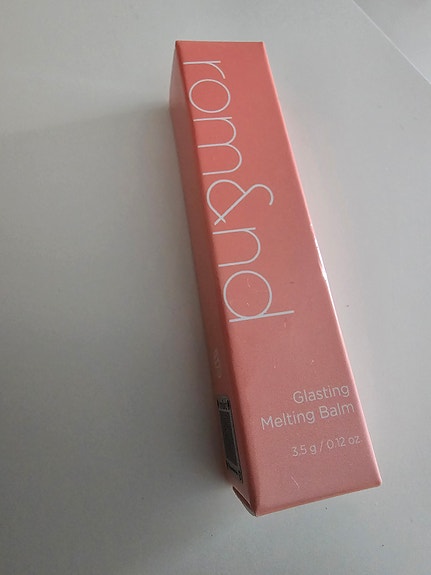 rom&nd
Glasting
Melting Balm
3.5 g / 0.12 oz.